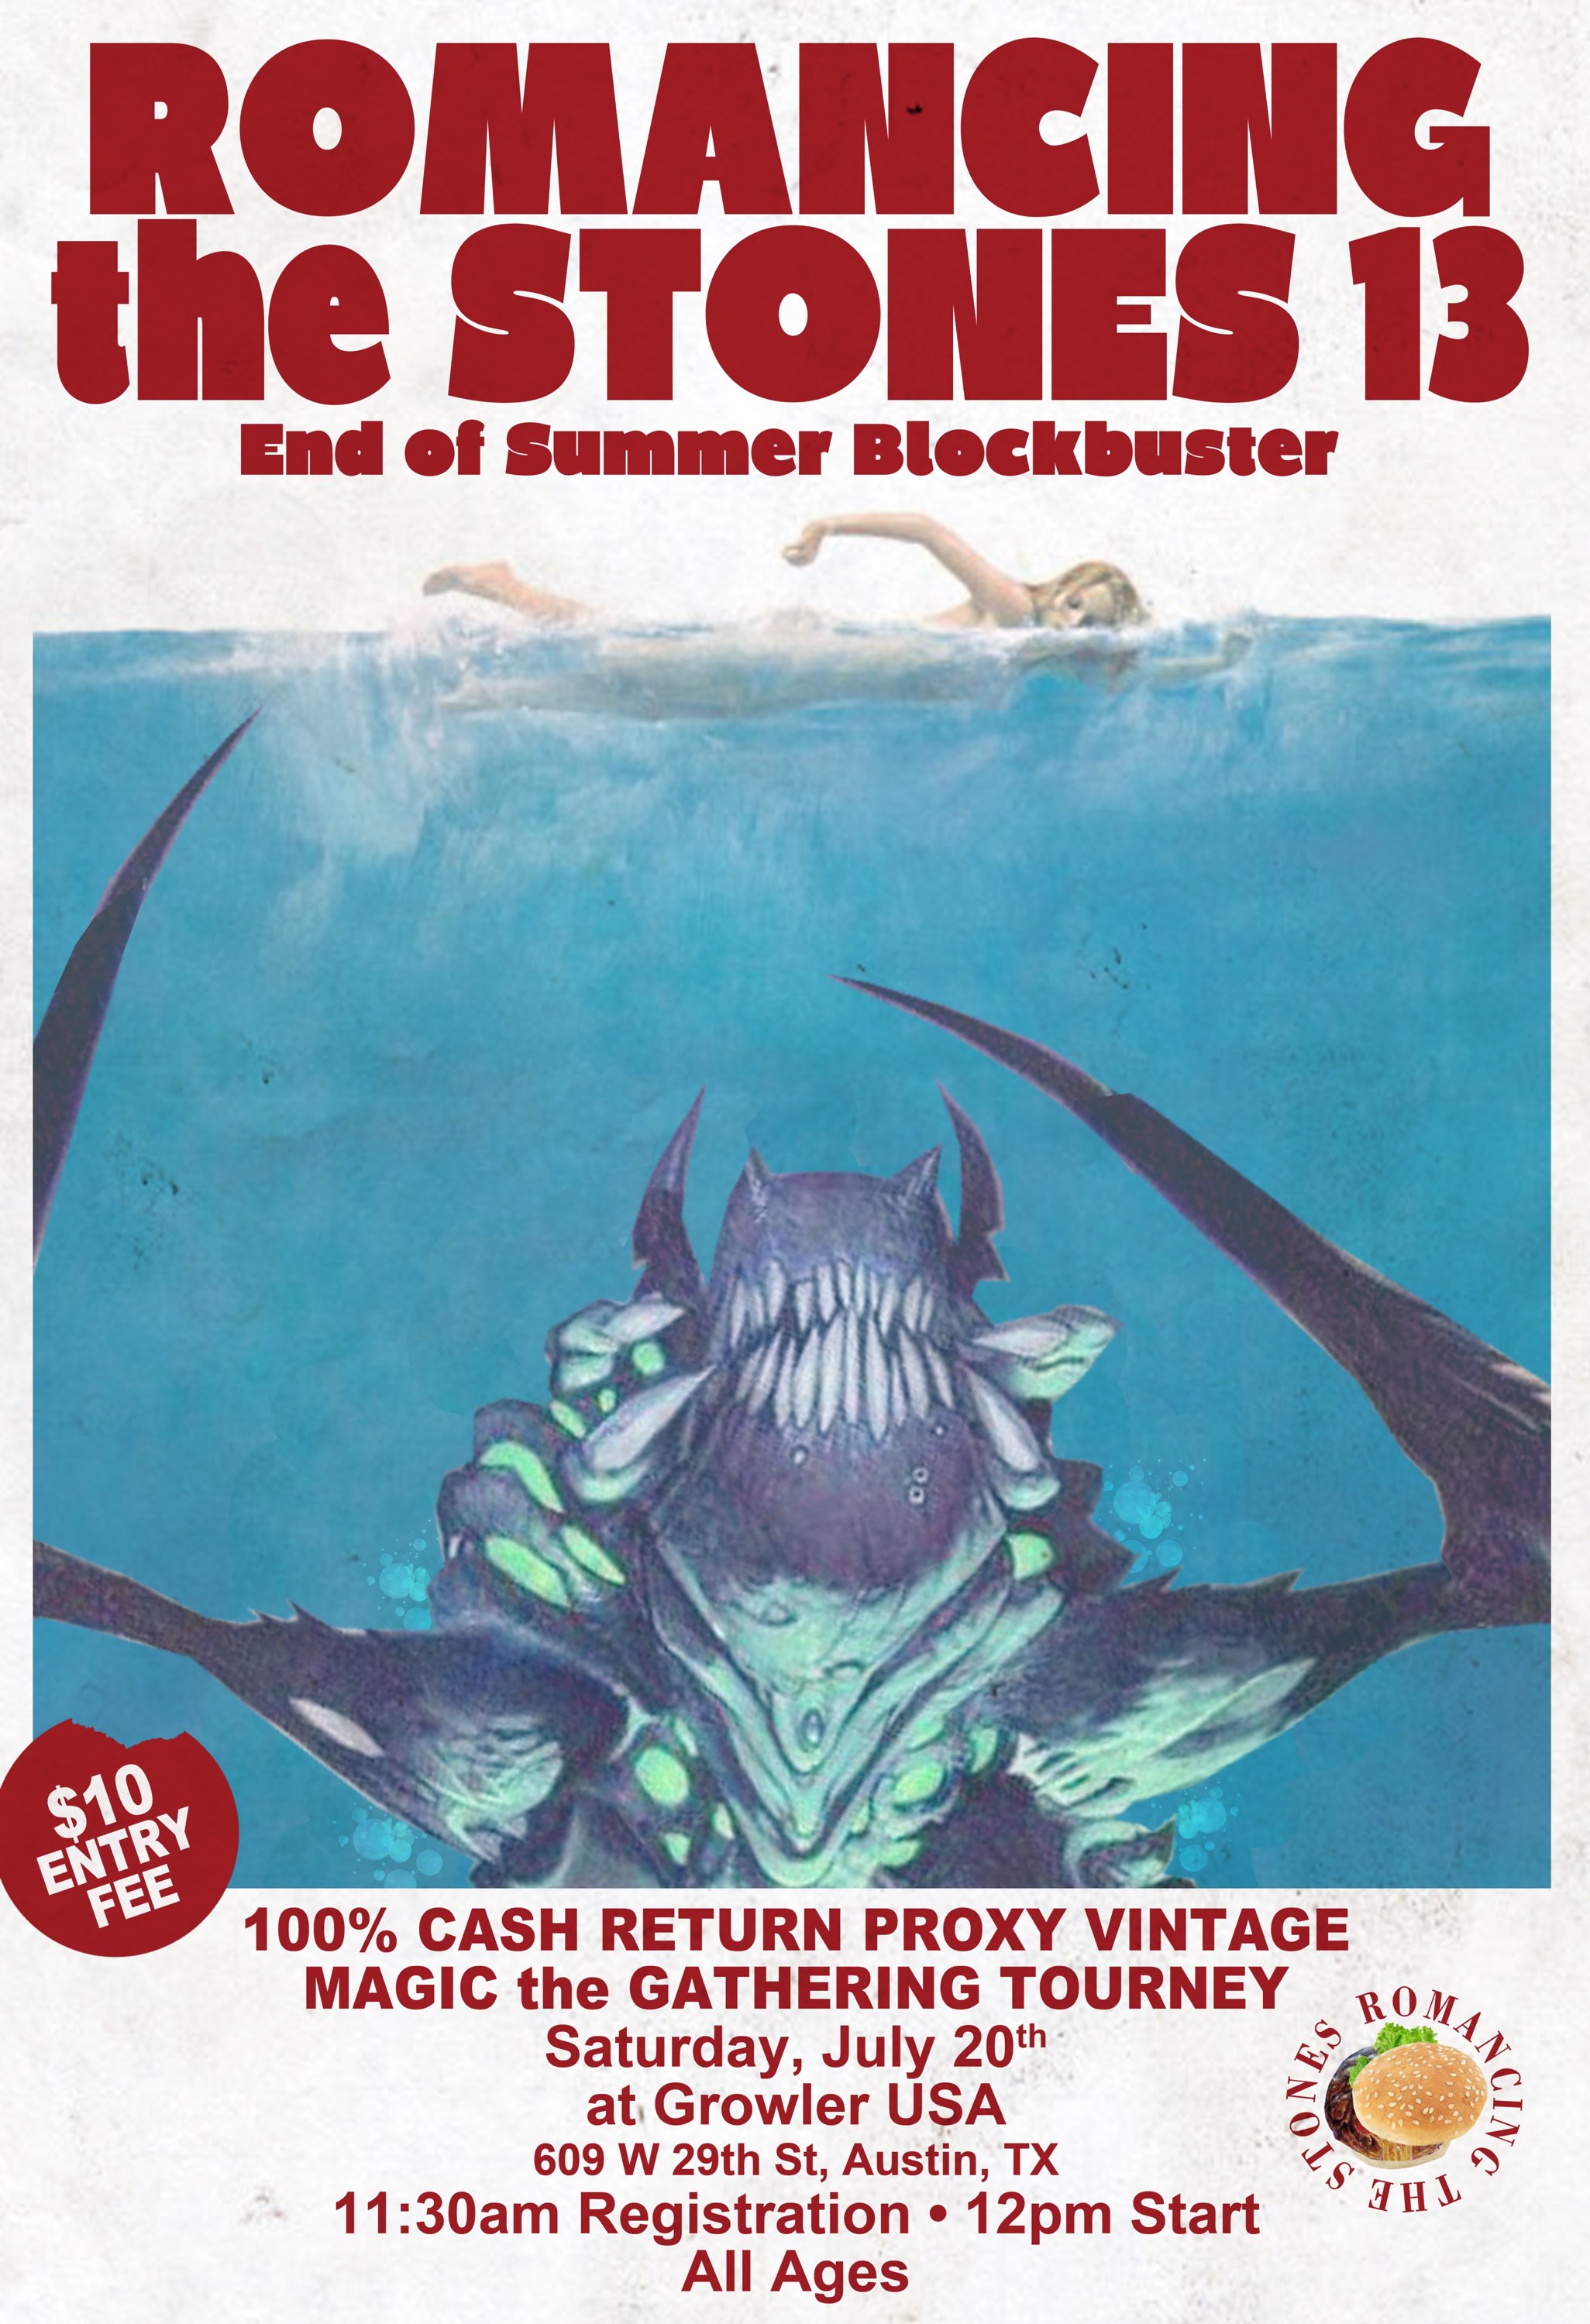 ROMANCING
the STONES 13
End of Summer Blockbuster
$10
ENTRY
FEE
100% CASH RETURN PROXY VINTAGE
MAGIC the GATHERING TOURNEY
Saturday, July 20th
at Growler USA
609 W 29th St, Austin, TX
11:30am Registration • 12pm Start
All Ages
ROMANCING THE STONES